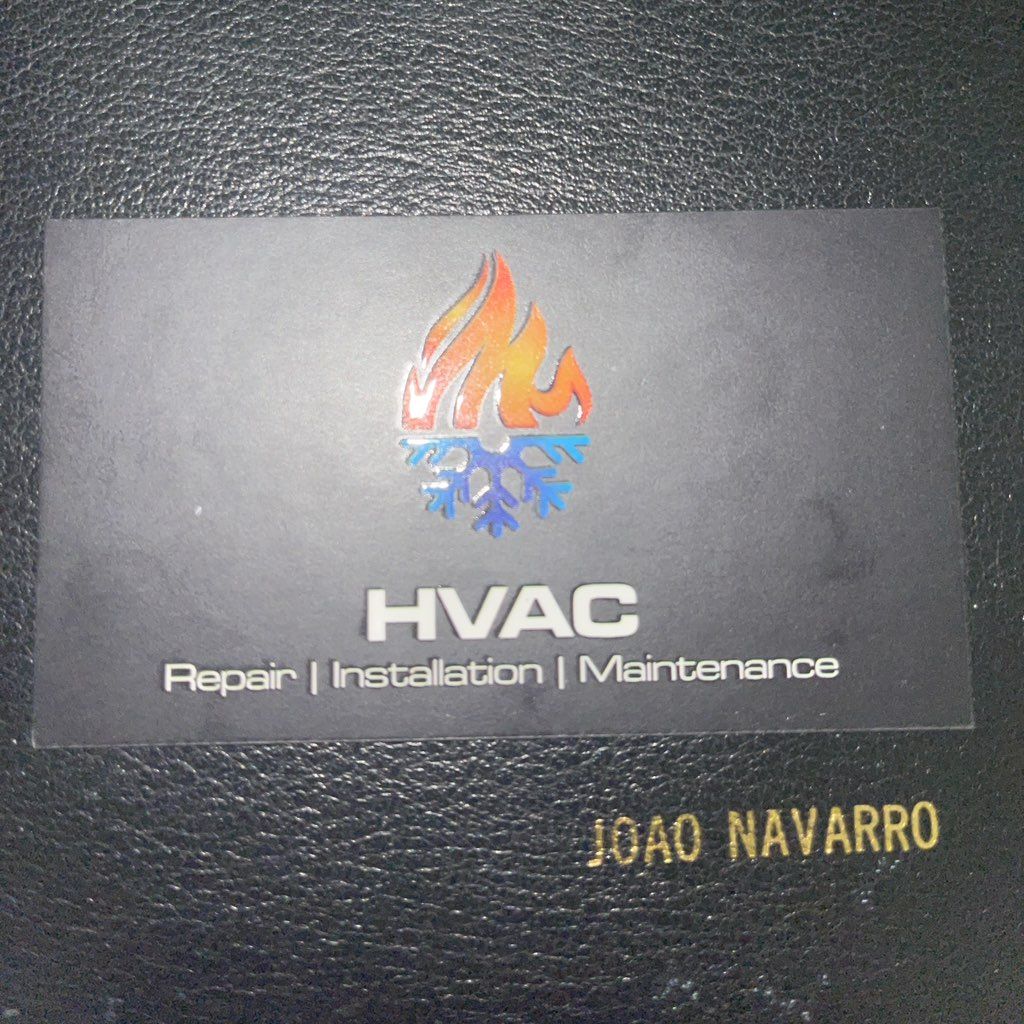 HVAC
Repair | Installation | Maintenance
JOAO NAVARRO